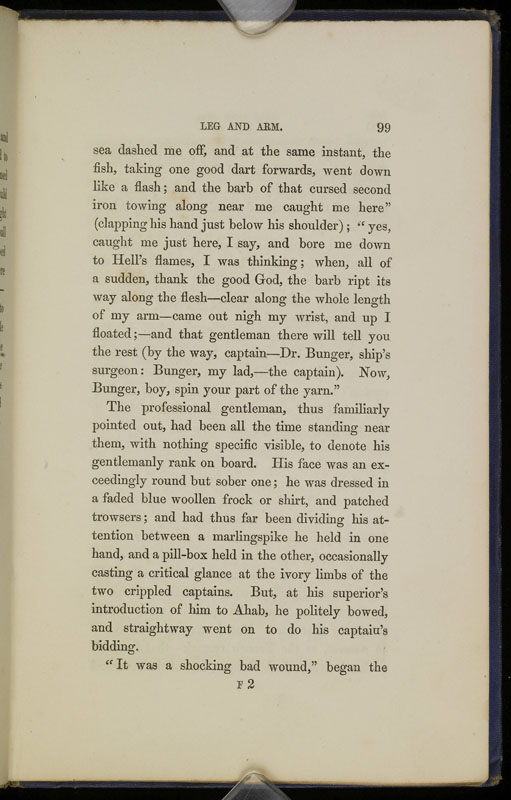 LEG AND ARM. 99
sea dashed me off, and at the same instant, the
fish, taking one good dart forwards, went down
like a flash; and the barb of that cursed second
iron towing along near me caught me here"
(clapping his hand just below his shoulder); "yes,
caught me just here, I say, and bore me down
to Hell's flames, I was thinking; when, all of
a sudden, thank the good God, the barb ript its
way along the flesh—clear along the whole length
of my arm—came out nigh my wrist, and up I
floated;—and that gentleman there will tell you
the rest (by the way, captain—Dr. Bunger, ship's
surgeon: Bunger, my lad,—the captain). Now,
Bunger, boy, spin your part of the yarn."
The professional gentleman, thus familiarly
pointed out, had been all the time standing near
them, with nothing specific visible, to denote his
gentlemanly rank on board. His face was an ex-
ceedingly round but sober one; he was dressed in
a faded blue woollen frock or shirt, and patched
trowsers; and had thus far been dividing his at-
tention between a marlingspike he held in one
hand, and a pill-box held in the other, occasionally
casting a critical glance at the ivory limbs of the
two crippled captains. But, at his superior's
introduction of him to Ahab, he politely bowed,
and straightway went on to do his captain's
bidding.
"It was a shocking bad wound," began the
F 2